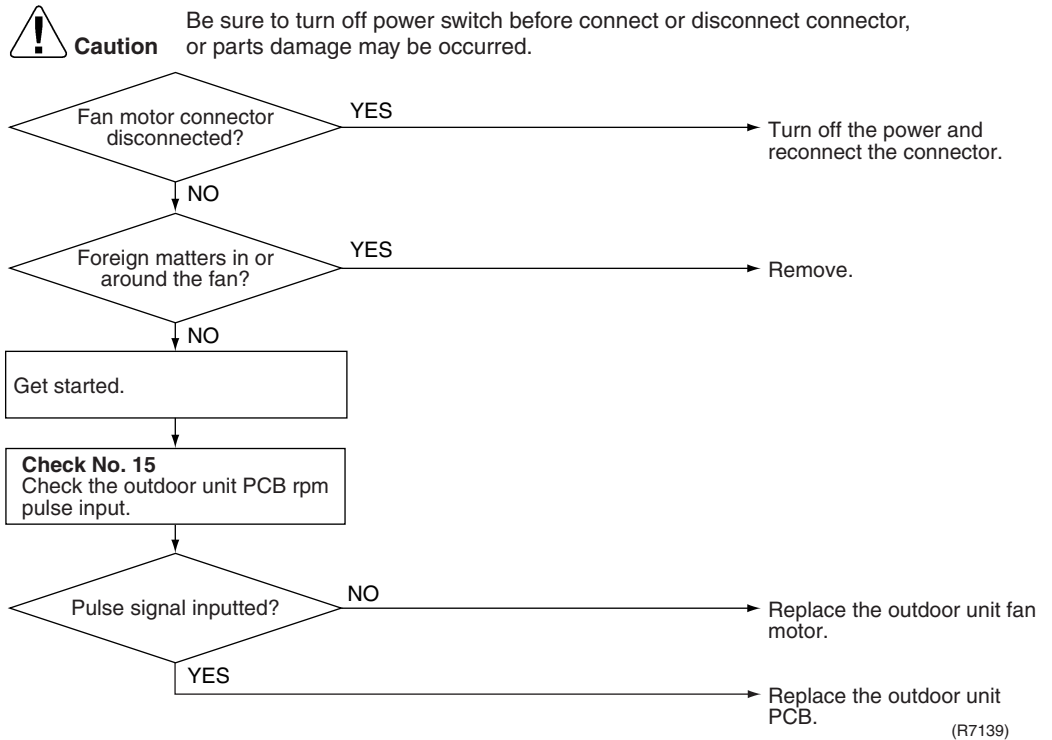 Be sure to turn off power switch before connect or disconnect connector,
Caution or parts damage may be occurred.
Fan motor connector
disconnected?
YES
Turn off the power and
reconnect the connector.
NO
Foreign matters in or
around the fan?
YES
Remove.
NO
Get started.
Check No. 15
Check the outdoor unit PCB rpm
pulse input.
Pulse signal inputted?
NO
Replace the outdoor unit fan
motor.
YES
Replace the outdoor unit
PCB.
(R7139)